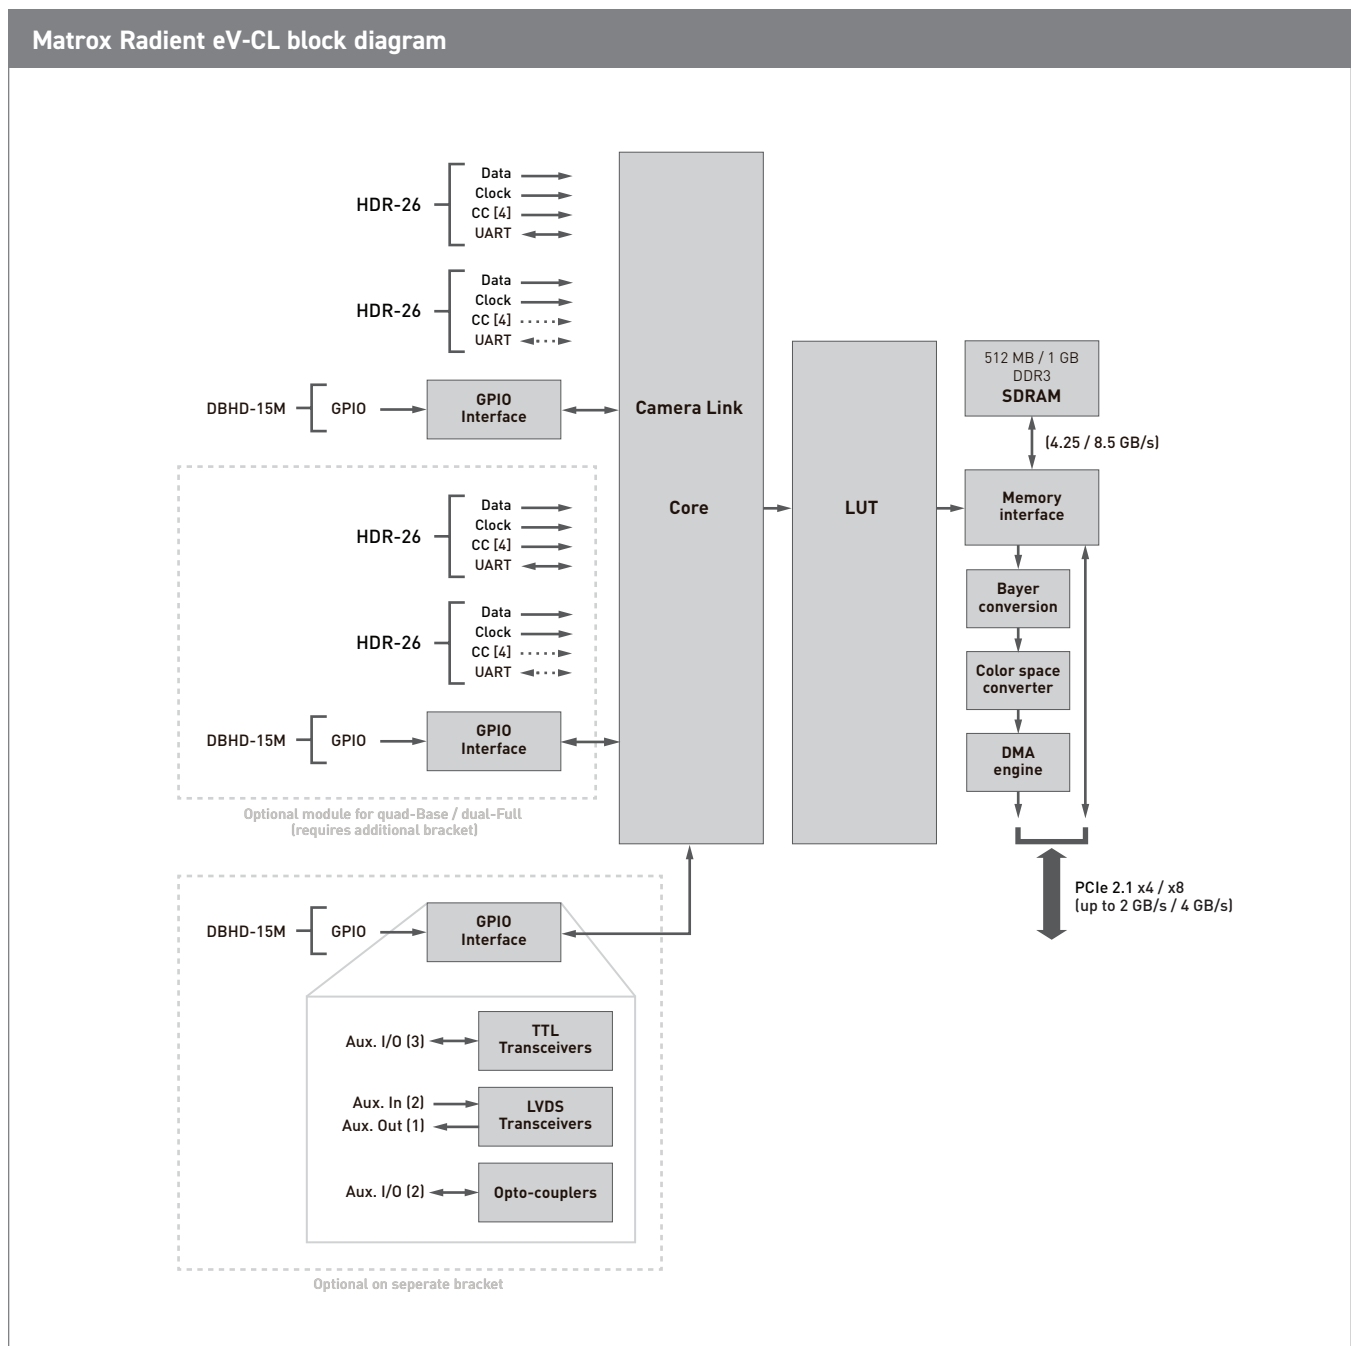 Matrox Radient eV-CL block diagram
HDR-26
Data
Clock
CC [4]
UART
HDR-26
Data
Clock
CC [4]
UART
DBHD-15M
GPIO
GPIO
Interface
HDR-26
Data
Clock
CC [4]
UART
HDR-26
Data
Clock
CC [4]
UART
DBHD-15M
GPIO
GPIO
Interface
Optional module for quad-Base / dual-Full
(requires additional bracket)
DBHD-15M
GPIO
GPIO
Interface
Aux. I/O (3)
TTL
Transceivers
Aux. In (2)
Aux. Out (1)
LVDS
Transceivers
Aux. I/O (2)
Opto-couplers
Optional on seperate bracket
Camera Link
Core
LUT
512 MB / 1 GB
DDR3
SDRAM
(4.25 / 8.5 GB/s)
Memory
interface
Bayer
conversion
Color space
converter
DMA
engine
PCIe 2.1 x4 / x8
(up to 2 GB/s / 4 GB/s)